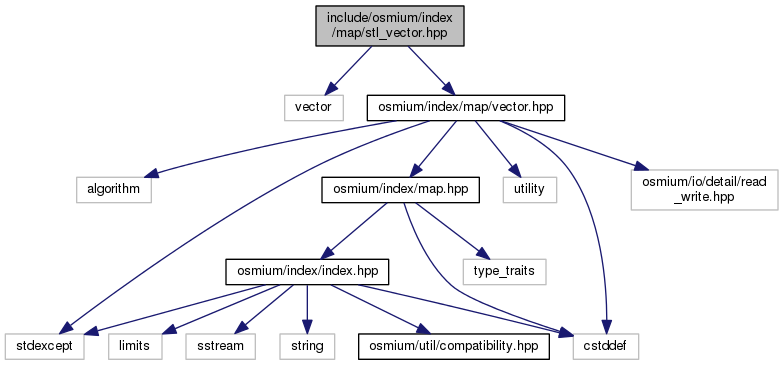 include/osmium/index
/map/stl_vector.hpp
vector
osmium/index/map/vector.hpp
algorithm
osmium/index/map.hpp
utility
osmium/io/detail/read
_write.hpp
osmium/index/index.hpp
type_traits
stdexcept
limits
sstream
string
osmium/util/compatibility.hpp
cstddef